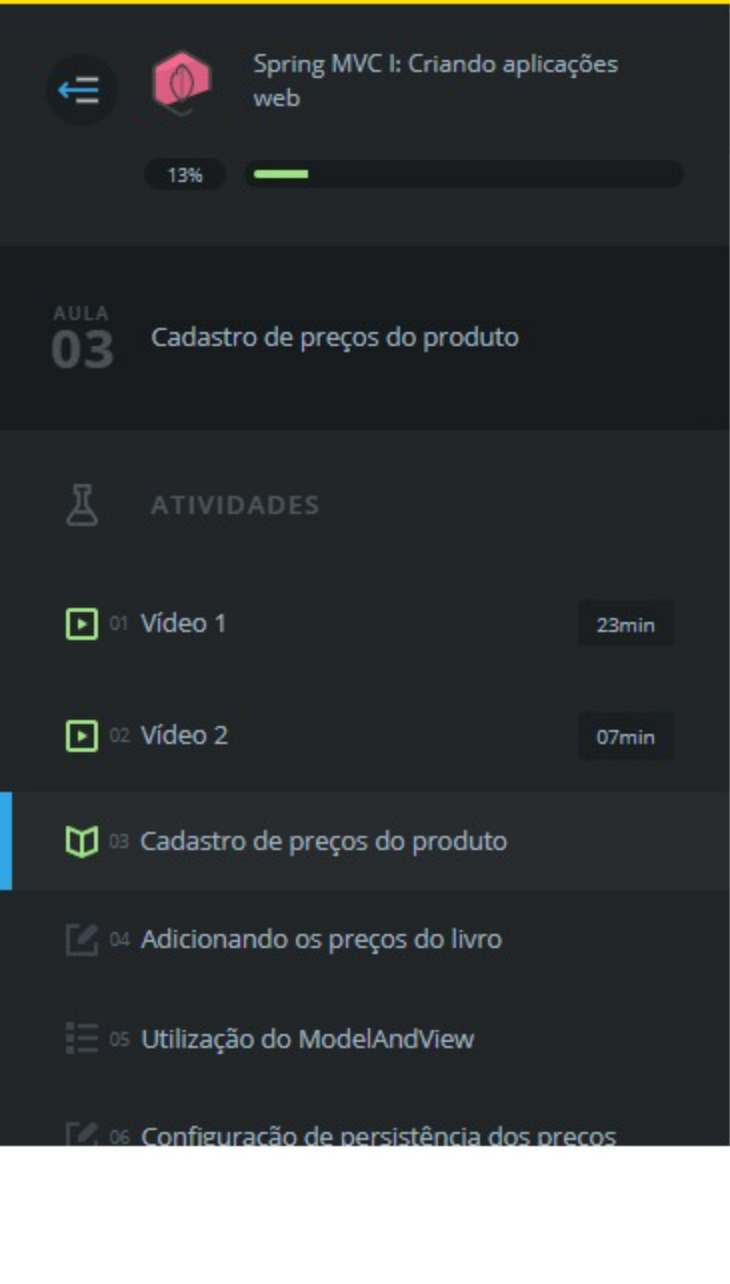 Spring MVC I: Criando aplicações
web
13%
AULA
03
Cadastro de preços do produto
ATIVIDADES
01 Vídeo 1 23min
02 Vídeo 2 07min
03 Cadastro de preços do produto
04 Adicionando os preços do livro
05 Utilização do ModelAndView
06 Configuração de persistência dos preços